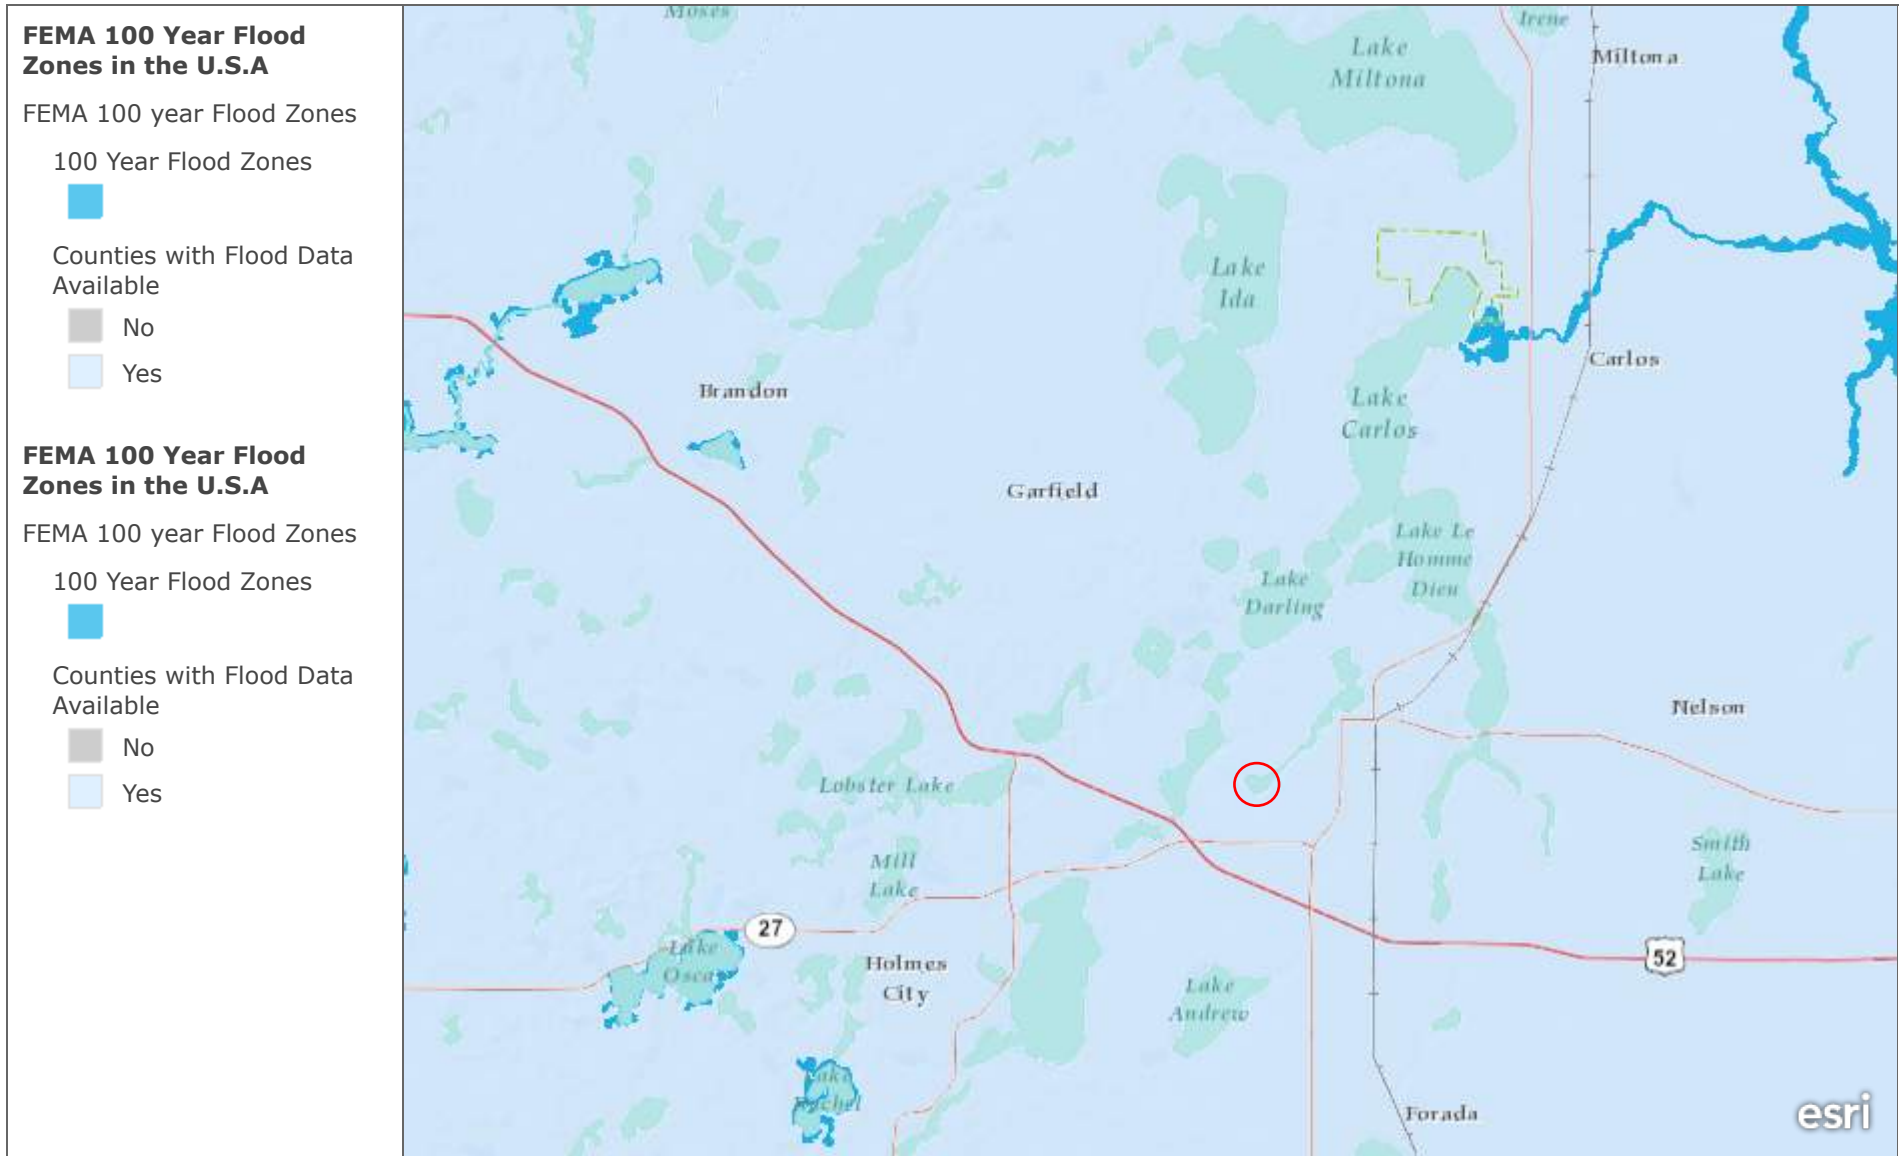 FEMA 100 Year Flood
Zones in the U.S.A
FEMA 100 year Flood Zones
100 Year Flood Zones
Counties with Flood Data
Available
No
Yes
FEMA 100 Year Flood
Zones in the U.S.A
FEMA 100 year Flood Zones
100 Year Flood Zones
Counties with Flood Data
Available
No
Yes
Moses
Irene
Lake
Miltona
Miltona
Lake
Ida
Carlos
Brandon
Lake
Carlos
Garfield
Lake Le
Homme
Dieu
Lake
Darling
Nelson
Lobster Lake
Smith
Lake
Mill
Lake
27
Lake
Osca
Holmes
City
52
Lake
Andrew
Lake
Rachel
Forada
esri